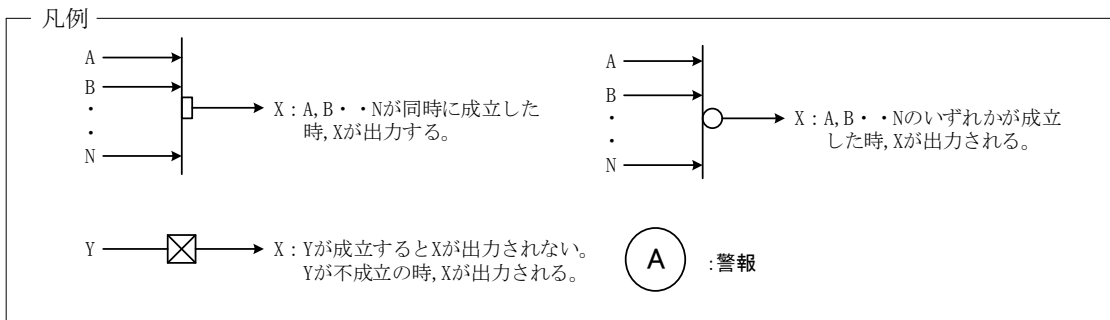 凡例
A
B
・
・
N
X：A,B・・Nが同時に成立した
時,Xが出力する。
A
B
・
・
N
X：A,B・・Nのいずれかが成立
した時,Xが出力される。
Y
X：Yが成立するとXが出力されない。
Yが不成立の時,Xが出力される。
A
:警報